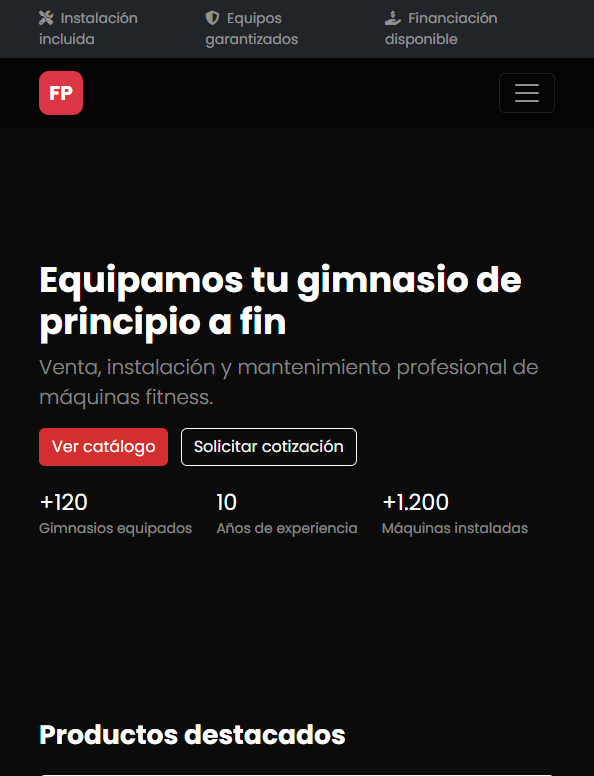 Instalación incluida
Equipos garantizados
Financiación disponible
FP
Equipamos tu gimnasio de
principio a fin
Venta, instalación y mantenimiento profesional de
máquinas fitness.
Ver catálogo
Solicitar cotización
+120
Gimnasios equipados
10
Años de experiencia
+1.200
Máquinas instaladas
Productos destacados